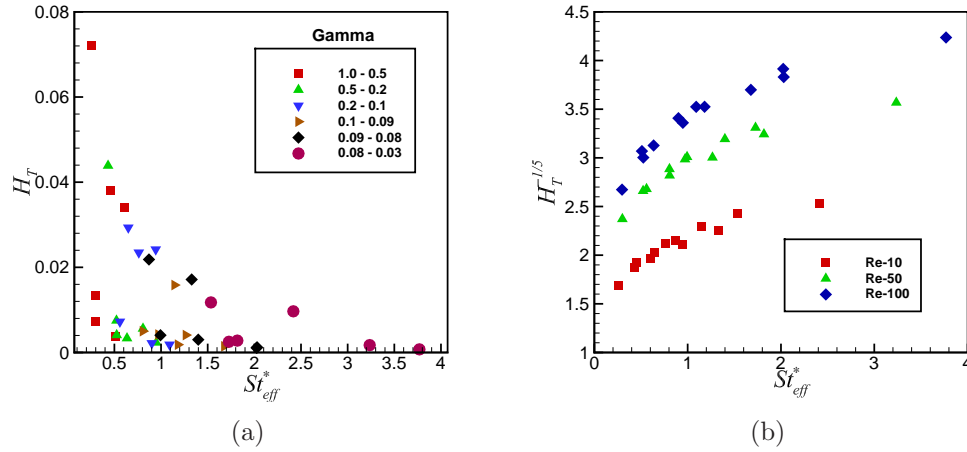 0.08
0.06
0.04
0.02
0
H_T
Gamma
1.0 - 0.5
0.5 - 0.2
0.2 - 0.1
0.1 - 0.09
0.09 - 0.08
0.08 - 0.03
0.5 1 1.5 2 2.5 3 3.5 4
St*_eff
(a)
4.5
4
3.5
3
2.5
2
1.5
1
H_T^-1/5
Re-10
Re-50
Re-100
0 1 2 3 4
St*_eff
(b)